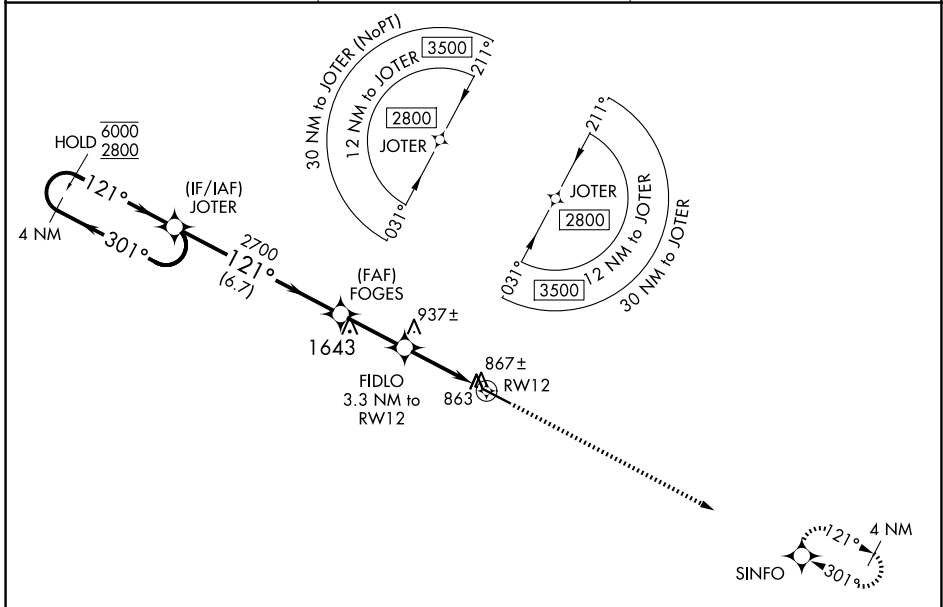 30 NM to JOTER (NoPT)
12 NM to JOTER
3500
211°
2800
JOTER
031°
211°
JOTER
2800
031°
3500
12 NM to JOTER
30 NM to JOTER
HOLD
6000
2800
121°
301°
4 NM
(IF/IAF)
JOTER
2700
121°
(6.7)
(FAF)
FOGES
1643
937±
FIDLO
3.3 NM to
RW12
867±
863
RW12
SINFO
121°
301°
4 NM